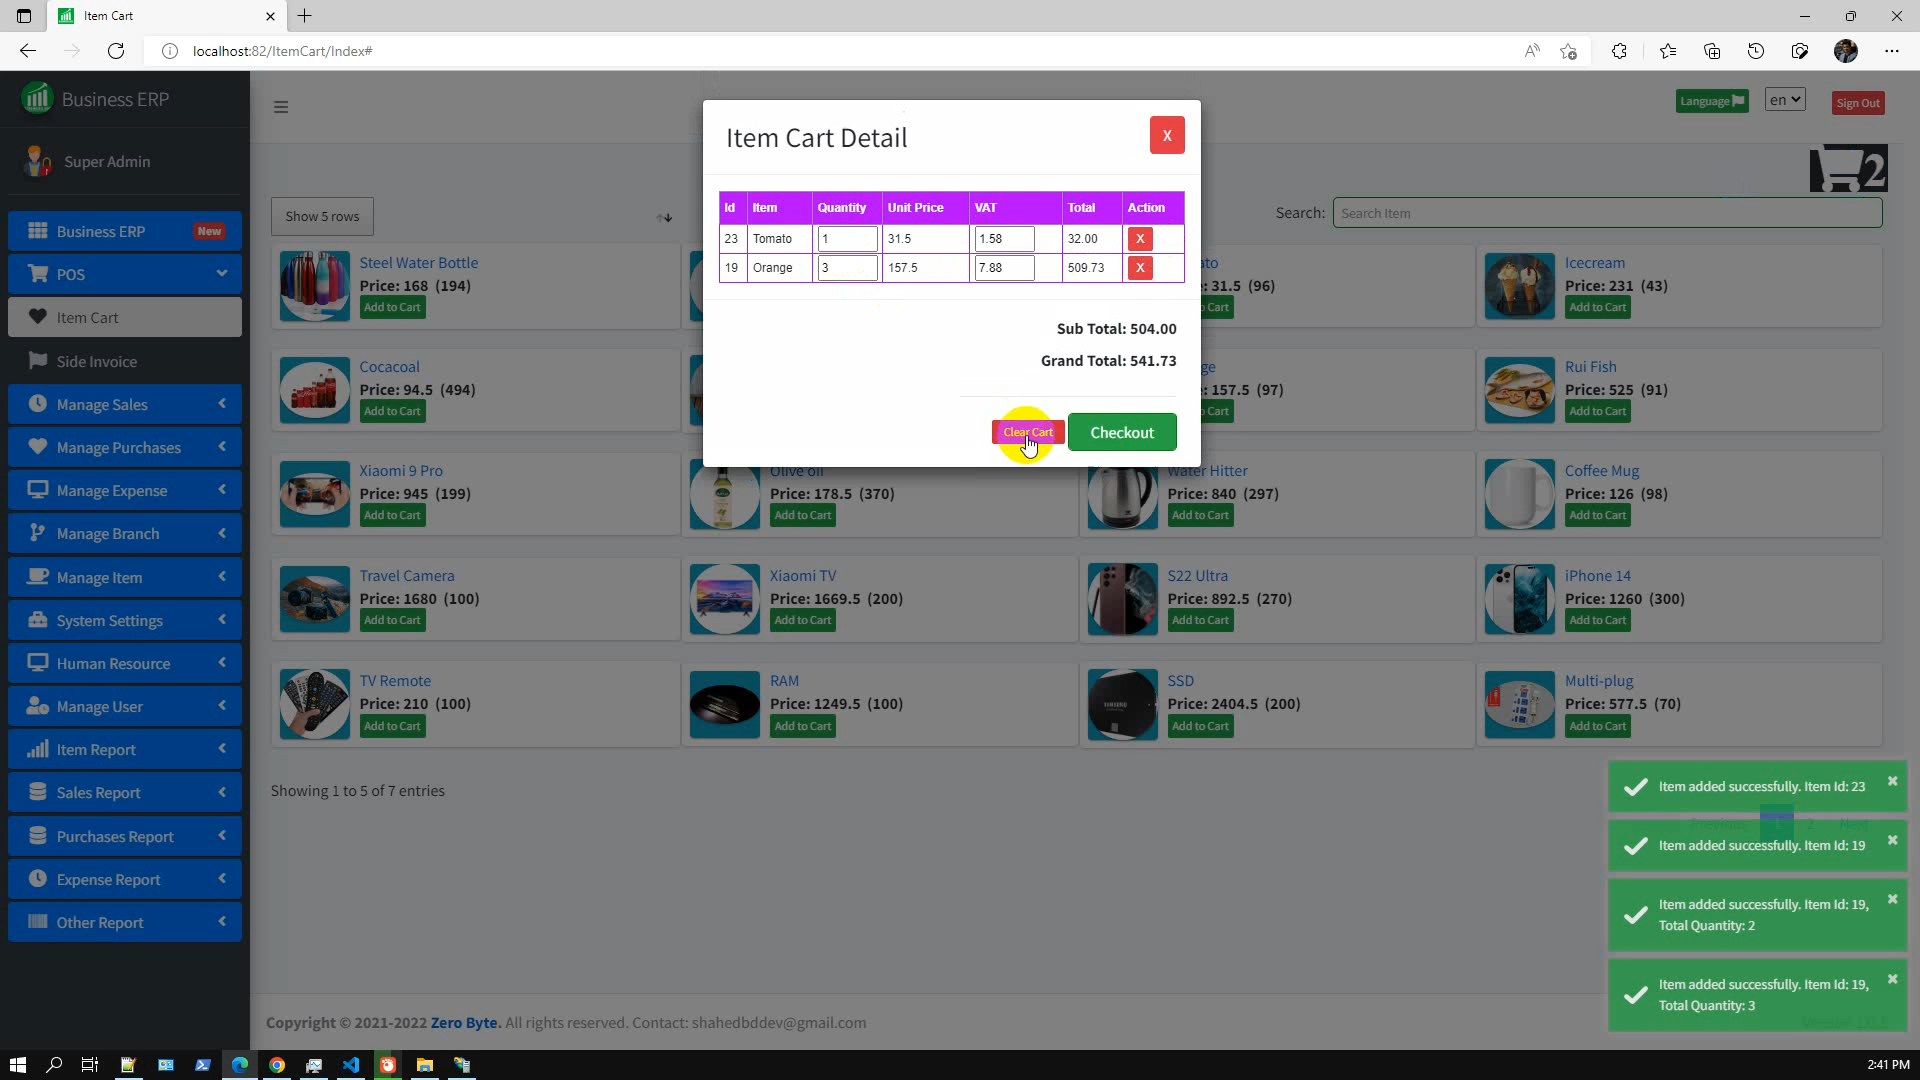 Item Cart
localhost:82/ItemCart/Index#
Business ERP
Language
en
Sign Out
Super Admin
2
Show 5 rows
Search:
Search Item
Business ERP
New
POS
Item Cart
Side Invoice
Manage Sales
Manage Purchases
Manage Expense
Manage Branch
Manage Item
System Settings
Human Resource
Manage User
Item Report
Sales Report
Purchases Report
Expense Report
Other Report
Item Cart Detail
X
Id Item Quantity Unit Price VAT Total Action
23 Tomato 1 31.5 1.58 32.00 X
19 Orange 3 157.5 7.88 509.73 X
Sub Total: 504.00
Grand Total: 541.73
Clear Cart
Checkout
Steel Water Bottle
Price: 168 (194)
Add to Cart
31.5 (96)
Cart
Icecream
Price: 231 (43)
Add to Cart
Cocacoal
Price: 94.5 (494)
Add to Cart
157.5 (97)
Cart
Rui Fish
Price: 525 (91)
Add to Cart
Xiaomi 9 Pro
Price: 945 (199)
Add to Cart
Olive oil
Price: 178.5 (370)
Add to Cart
Water Hitter
Price: 840 (297)
Add to Cart
Coffee Mug
Price: 126 (98)
Add to Cart
Travel Camera
Price: 1680 (100)
Add to Cart
Xiaomi TV
Price: 1669.5 (200)
Add to Cart
S22 Ultra
Price: 892.5 (270)
Add to Cart
iPhone 14
Price: 1260 (300)
Add to Cart
TV Remote
Price: 210 (100)
Add to Cart
RAM
Price: 1249.5 (100)
Add to Cart
SSD
Price: 2404.5 (200)
Add to Cart
Multi-plug
Price: 577.5 (70)
Add to Cart
Showing 1 to 5 of 7 entries
Previous 1 2 Next
Item added successfully. Item Id: 23
Item added successfully. Item Id: 19
Item added successfully. Item Id: 19,
Total Quantity: 2
Item added successfully. Item Id: 19,
Total Quantity: 3
Copyright © 2021-2022 Zero Byte. All rights reserved. Contact: shahedbddev@gmail.com
2:41 PM